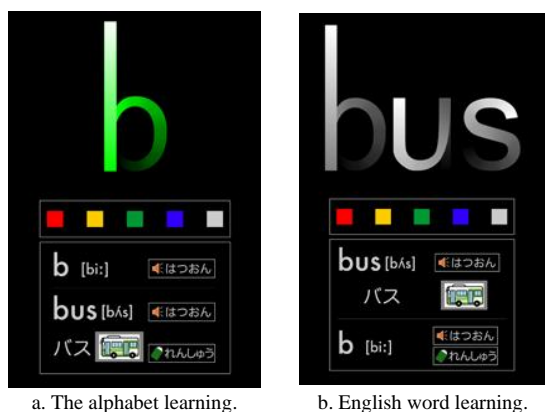 b
b [bi:] はつおん
bus [bʌ́s] はつおん
バス れんしゅう
a. The alphabet learning.
bus
bus [bʌ́s] はつおん
バス
b [bi:] はつおん
れんしゅう
b. English word learning.